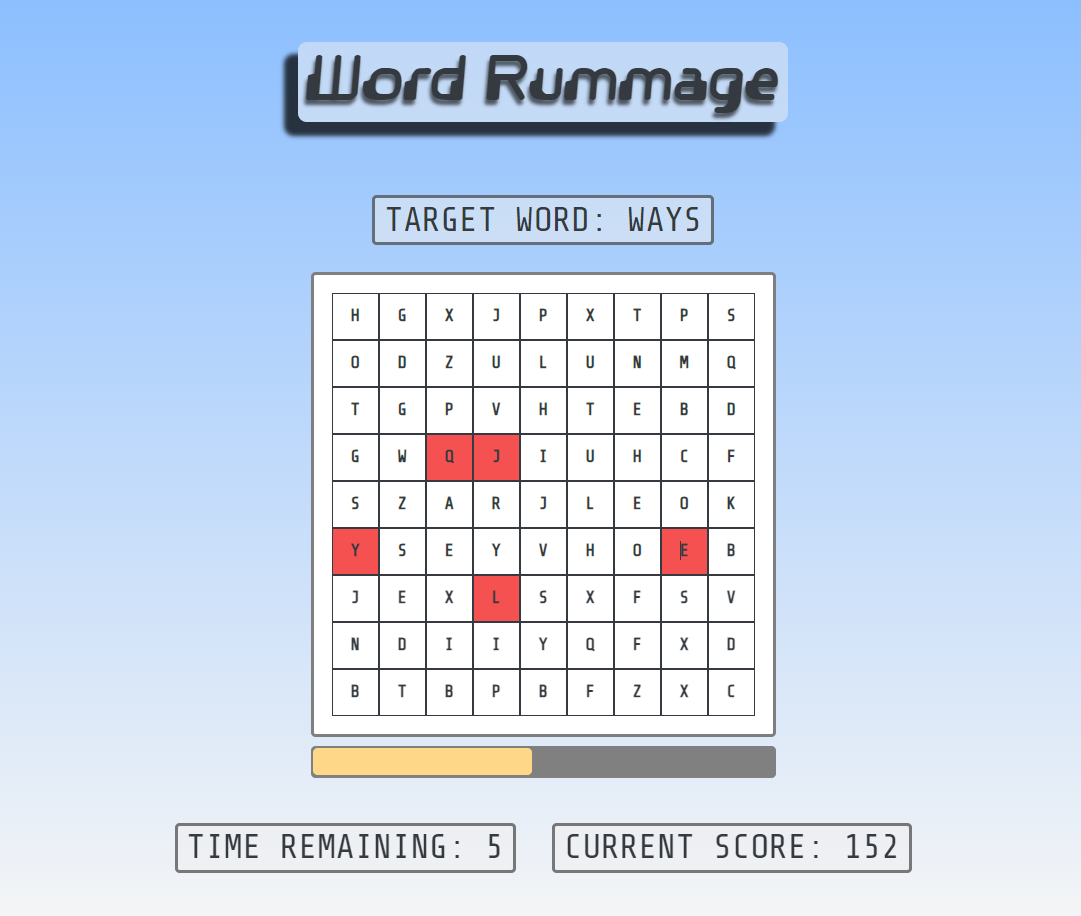 Word Rummage
TARGET WORD: WAYS
H G X J P X T P S
O D Z U L U N M Q
T G P V H T E B D
G W Q J I U H C F
S Z A R J L E O K
Y S E Y V H O E B
J E X L S X F S V
N D I I Y Q F X D
B T B P B F Z X C
TIME REMAINING: 5
CURRENT SCORE: 152